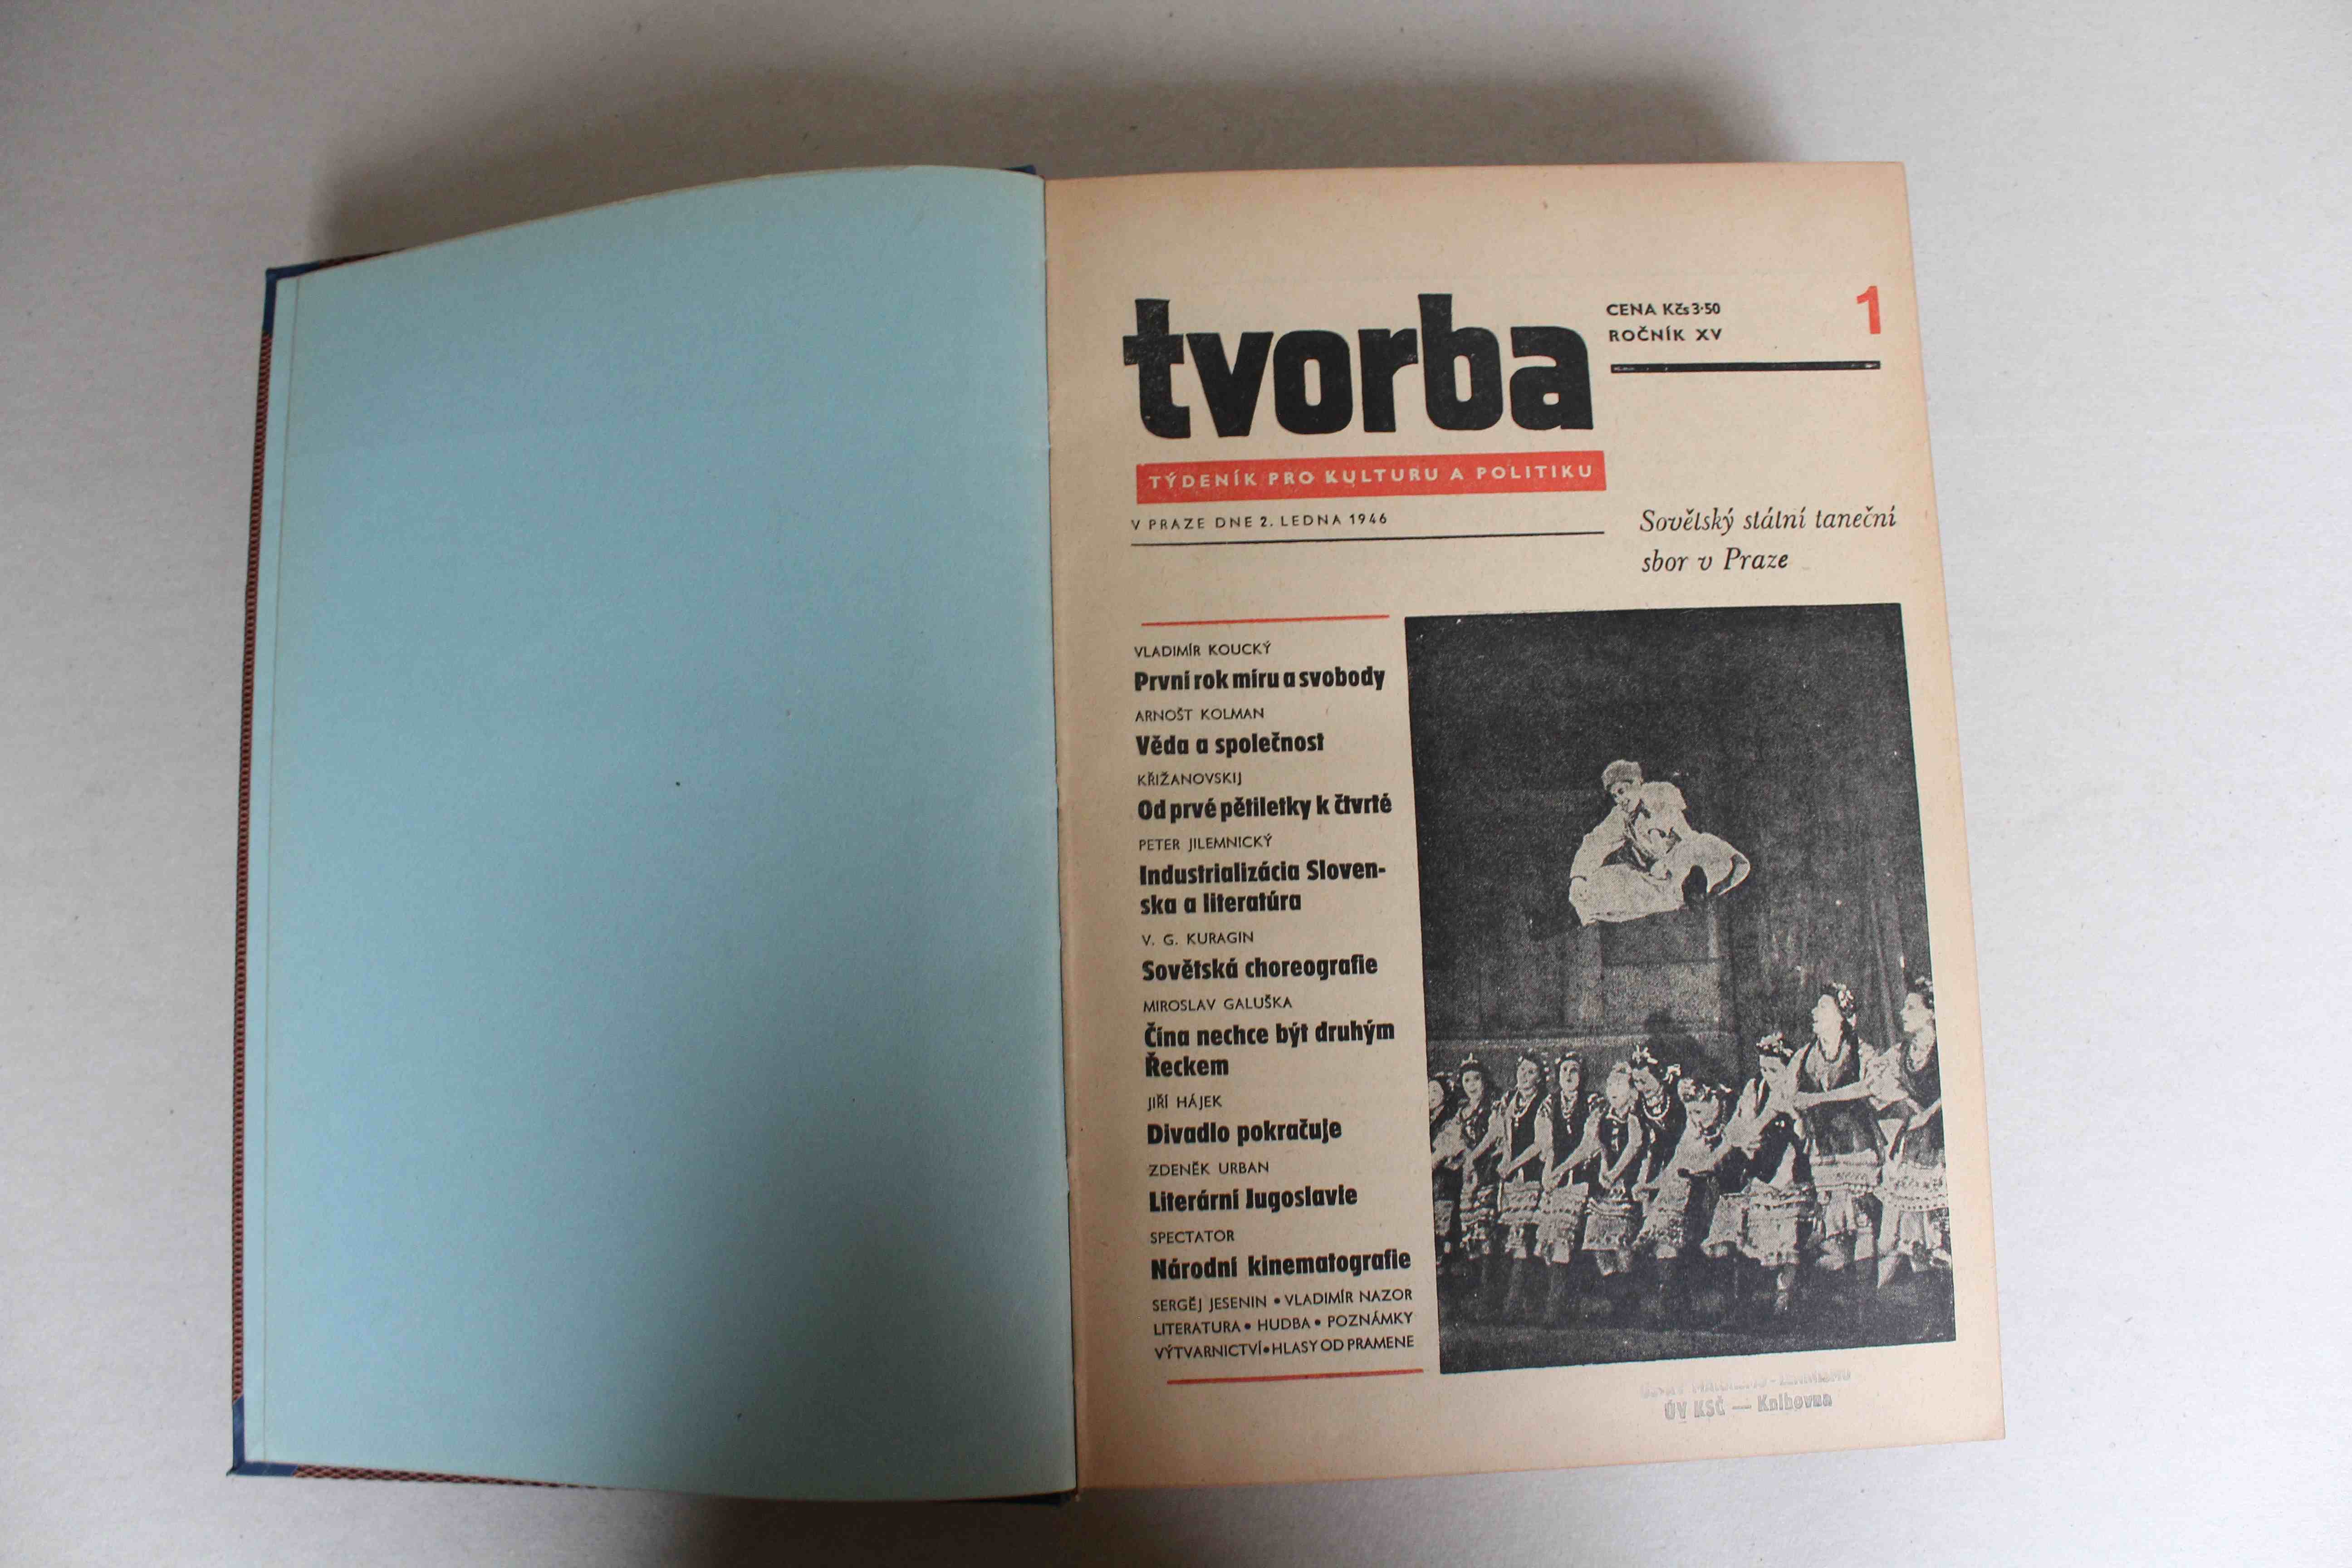 tvorba
CENA Kčs 3·50
ROČNÍK XV
1
TÝDENÍK PRO KULTURU A POLITIKU
V PRAZE DNE 2. LEDNA 1946
Sovětský státní taneční
sbor v Praze
VLADIMÍR KOUCKÝ
První rok míru a svobody
ARNOŠT KOLMAN
Věda a společnost
KŘIŽANOVSKIJ
Od prvé pětiletky k čtvrté
PETER JILEMNICKÝ
Industrializácia Sloven-
ska a literatúra
V. G. KURAGIN
Sovětská choreografie
MIROSLAV GALUŠKA
Čína nechce být druhým
Řeckem
JIŘÍ HÁJEK
Divadlo pokračuje
ZDENĚK URBAN
Literární Jugoslavie
SPECTATOR
Národní kinematografie
SERGĚJ JESENIN • VLADIMÍR NAZOR
LITERATURA • HUDBA • POZNÁMKY
VÝTVARNICTVÍ • HLASY OD PRAMENE
ÚV KSČ — Knihovna